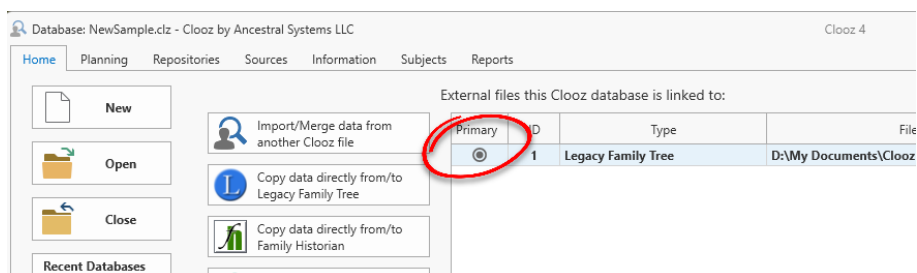 Database: NewSample.clz - Clooz by Ancestral Systems LLC
Clooz 4
Home Planning Repositories Sources Information Subjects Reports
External files this Clooz database is linked to:
New
Open
Close
Recent Databases
Import/Merge data from
another Clooz file
Copy data directly from/to
Legacy Family Tree
Copy data directly from/to
Family Historian
Primary ID Type File
1 Legacy Family Tree D:\My Documents\Clooz